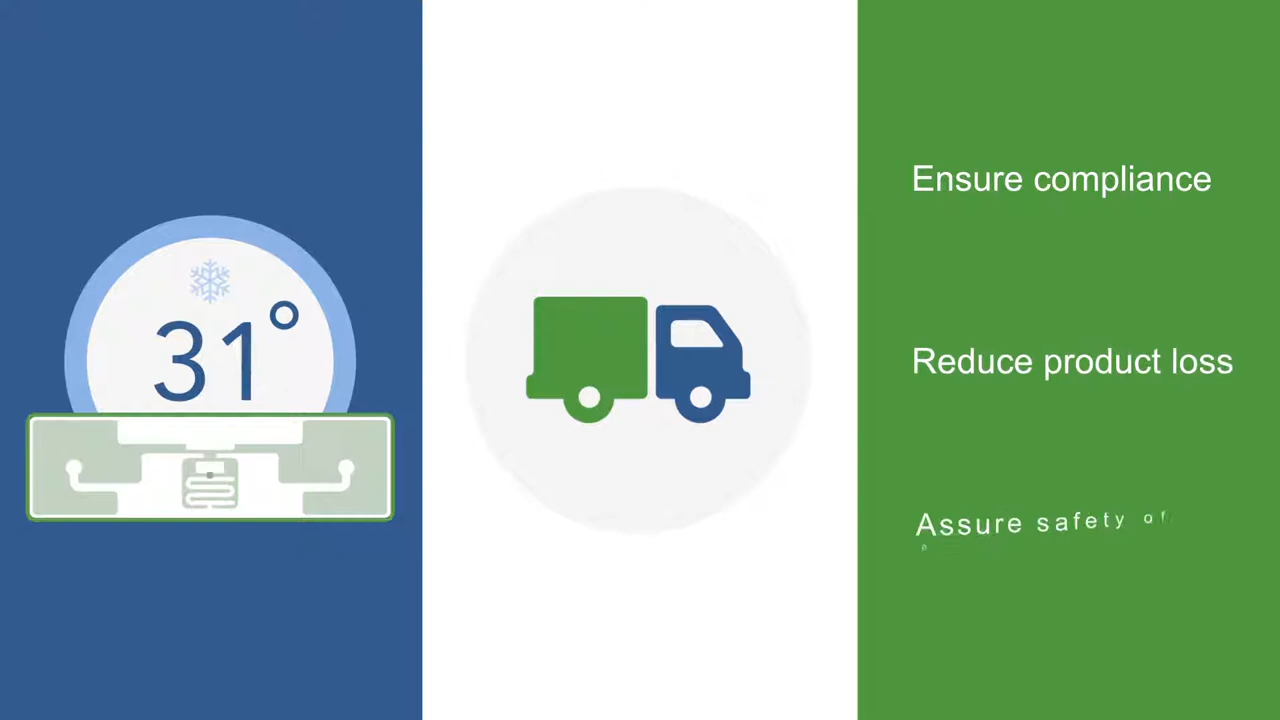 31°
Ensure compliance
Reduce product loss
Assure safety of